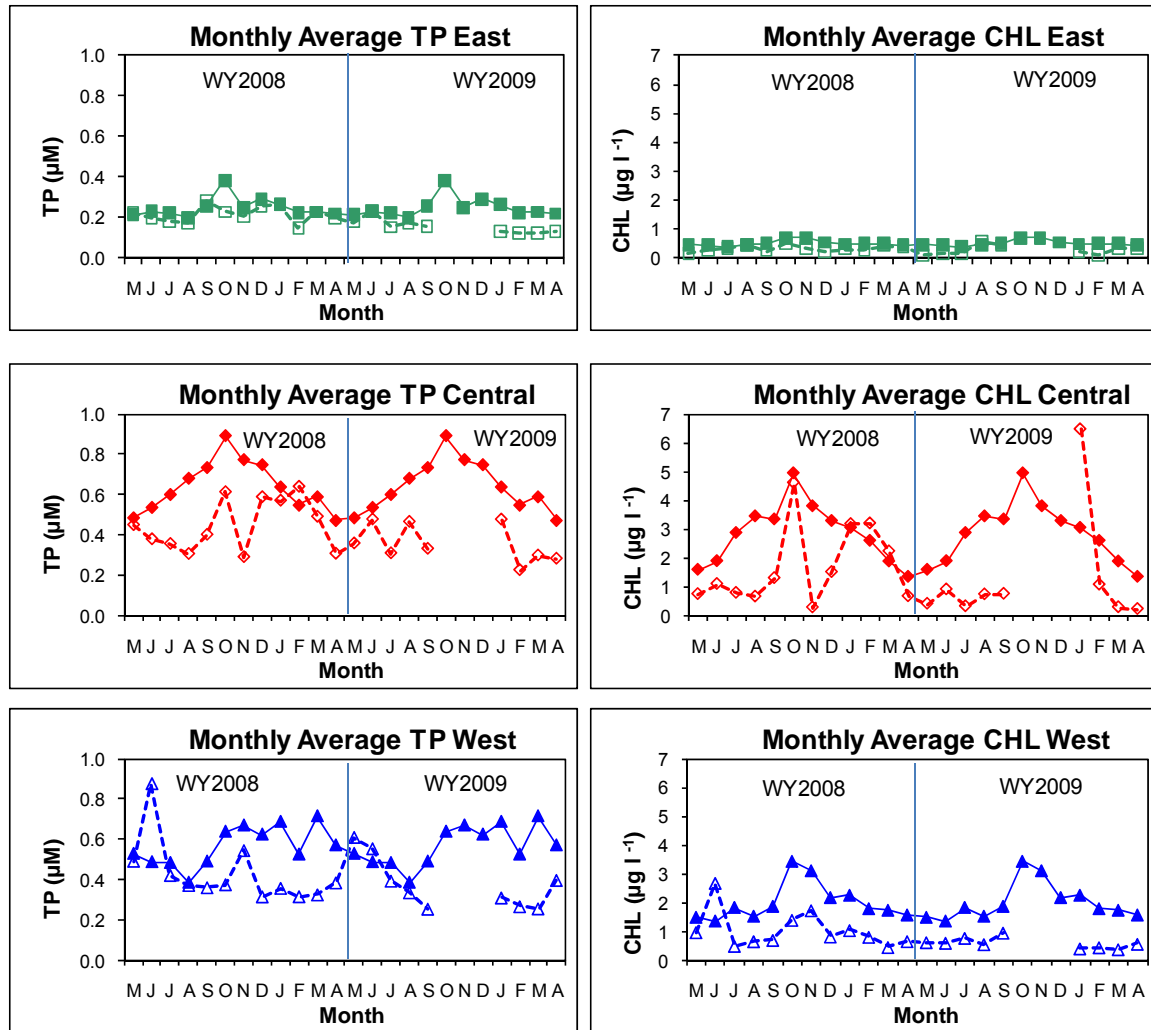 Monthly Average TP East
WY2008
WY2009
TP (µM)
1.0
0.8
0.6
0.4
0.2
0.0
M J J A S O N D J F M A M J J A S O N D J F M A
Month
Monthly Average CHL East
WY2008
WY2009
CHL (µg l -1)
7
6
5
4
3
2
1
0
M J J A S O N D J F M A M J J A S O N D J F M A
Month
Monthly Average TP Central
WY2008
WY2009
TP (µM)
1.0
0.8
0.6
0.4
0.2
0.0
M J J A S O N D J F M A M J J A S O N D J F M A
Month
Monthly Average CHL Central
WY2008
WY2009
CHL (µg l -1)
7
6
5
4
3
2
1
0
M J J A S O N D J F M A M J J A S O N D J F M A
Month
Monthly Average TP West
WY2008
WY2009
TP (µM)
1.0
0.8
0.6
0.4
0.2
0.0
M J J A S O N D J F M A M J J A S O N D J F M A
Month
Monthly Average CHL West
WY2008
WY2009
CHL (µg l -1)
7
6
5
4
3
2
1
0
M J J A S O N D J F M A M J J A S O N D J F M A
Month